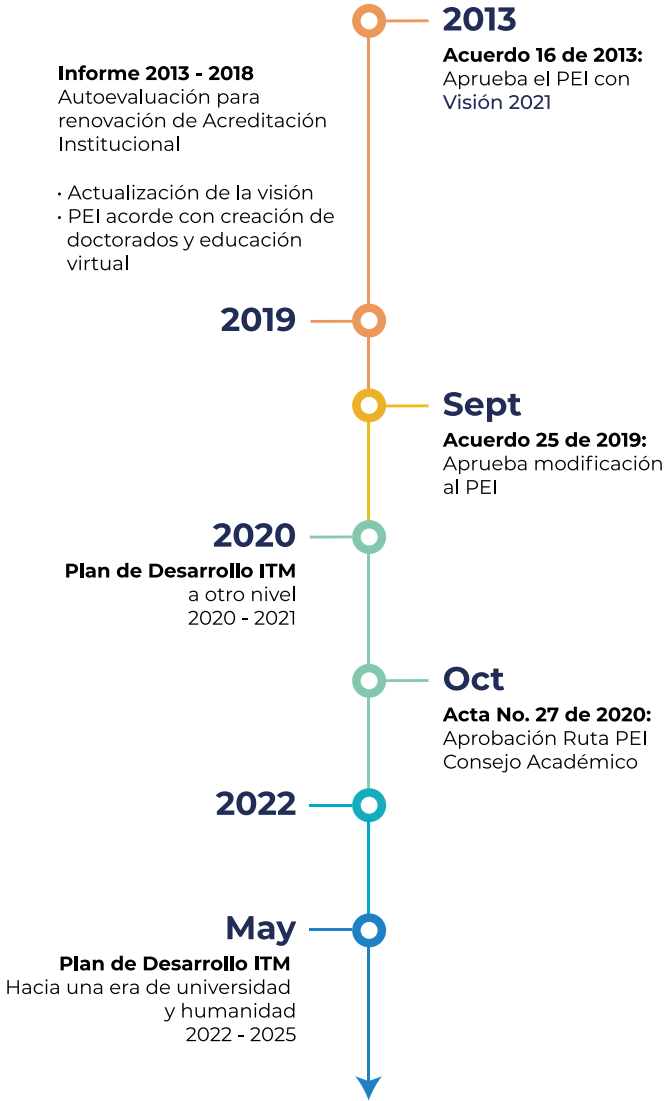 2013
Acuerdo 16 de 2013:
Aprueba el PEI con
Visión 2021
Informe 2013 - 2018
Autoevaluación para
renovación de Acreditación
Institucional
· Actualización de la visión
· PEI acorde con creación de
doctorados y educación
virtual
2019
Sept
Acuerdo 25 de 2019:
Aprueba modificación
al PEI
2020
Plan de Desarrollo ITM
a otro nivel
2020 - 2021
Oct
Acta No. 27 de 2020:
Aprobación Ruta PEI
Consejo Académico
2022
May
Plan de Desarrollo ITM
Hacia una era de universidad
y humanidad
2022 - 2025